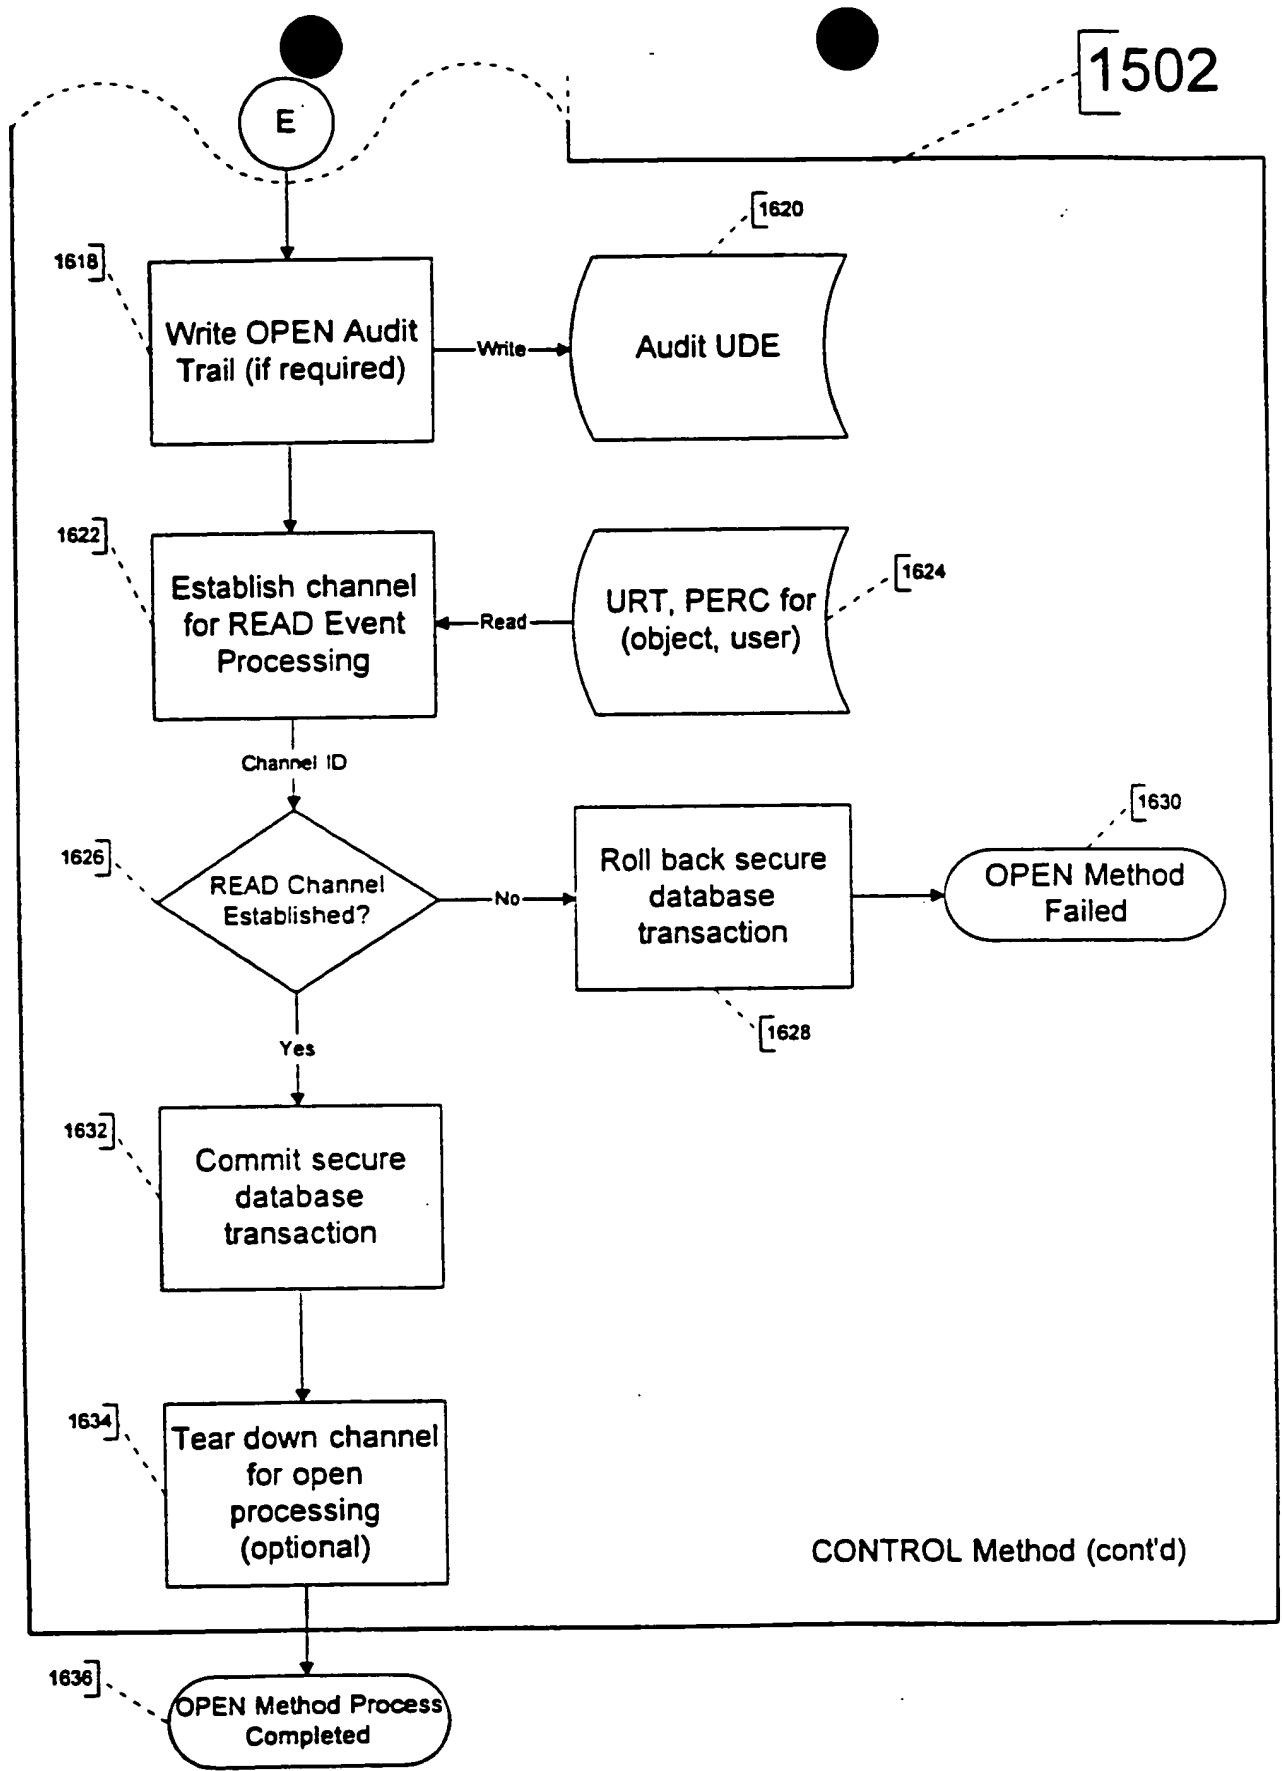 1502
E
1620
1618
Write OPEN Audit
Trail (if required)
Write
Audit UDE
1622
1624
Establish channel
for READ Event
Processing
Read
URT, PERC for
(object, user)
Channel ID
1630
1626
READ Channel
Established?
No
Roll back secure
database
transaction
OPEN Method
Failed
1628
Yes
1632
Commit secure
database
transaction
1634
Tear down channel
for open
processing
(optional)
CONTROL Method (cont'd)
1636
OPEN Method Process
Completed